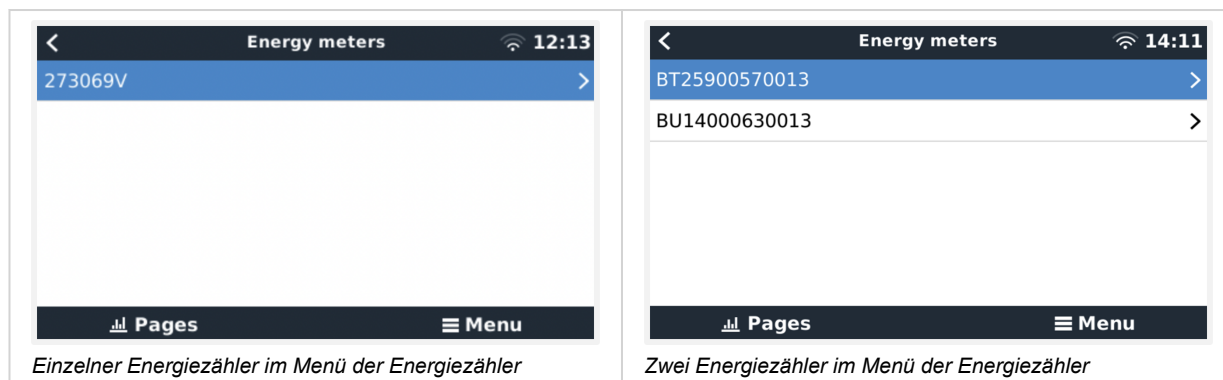 Energy meters 12:13
273069V
Pages Menu
Einzelner Energiezähler im Menü der Energiezähler
Energy meters 14:11
BT25900570013
BU14000630013
Pages Menu
Zwei Energiezähler im Menü der Energiezähler